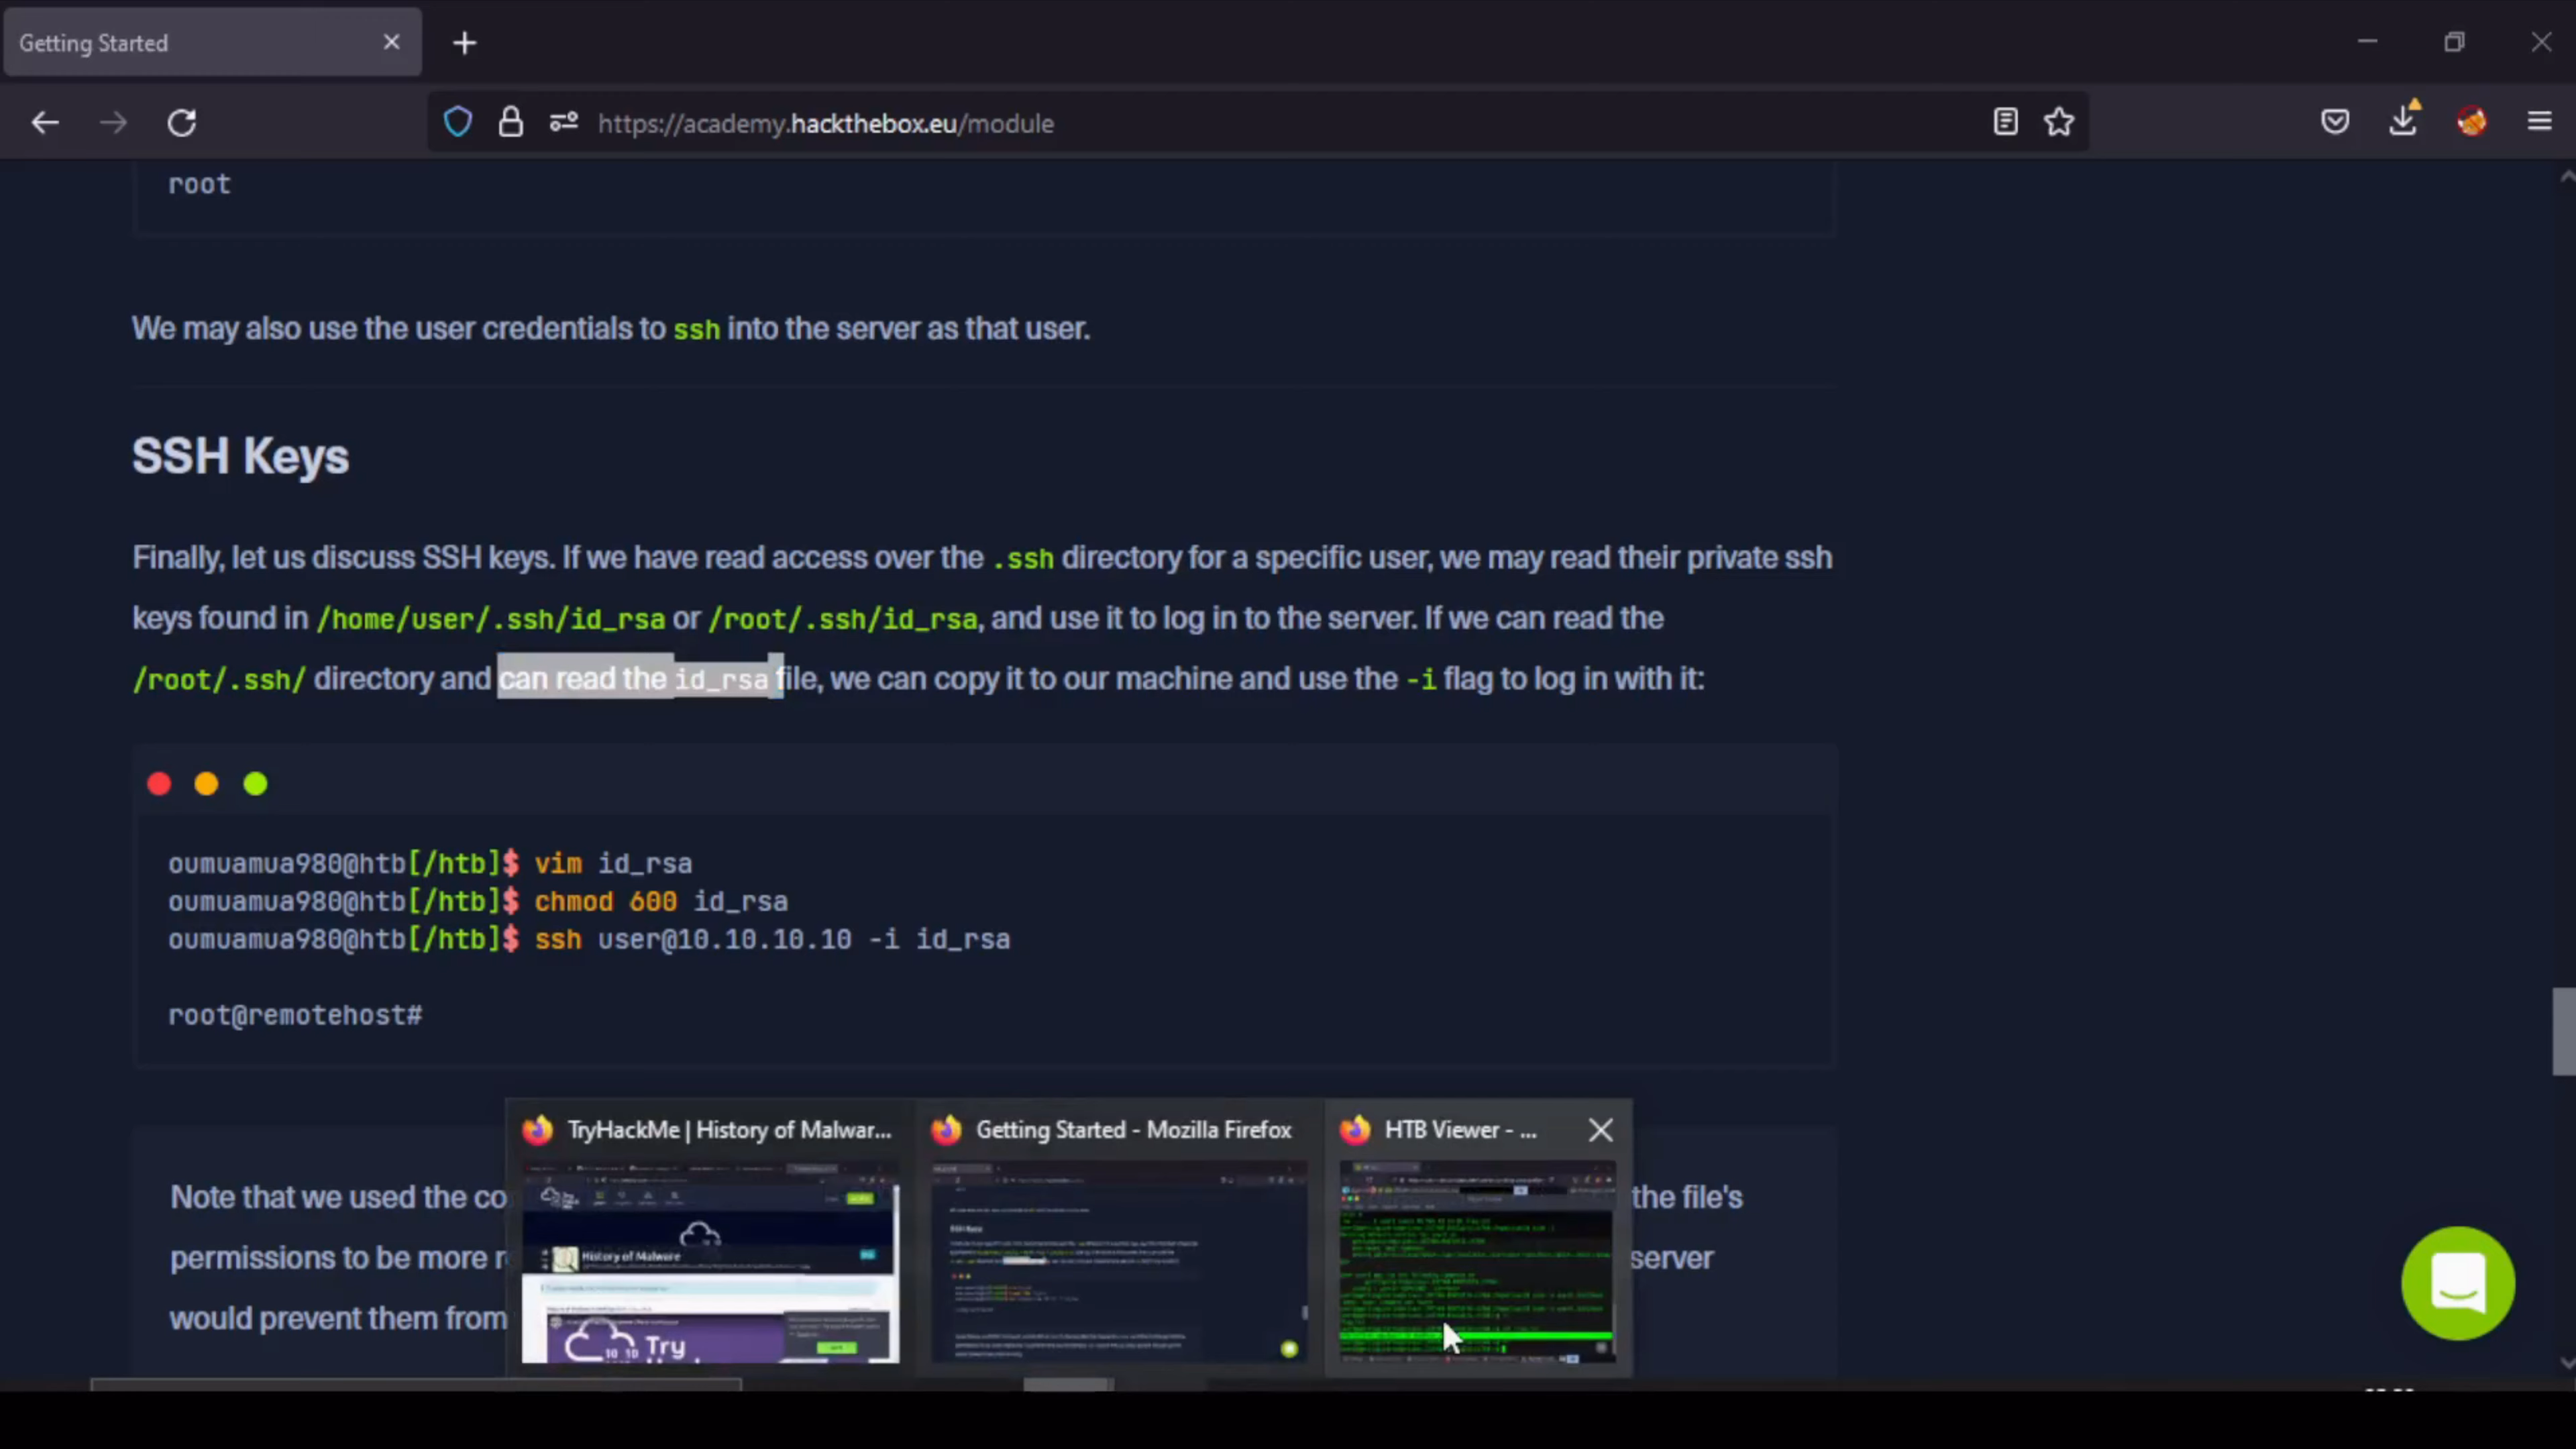 Getting Started
https://academy.hackthebox.eu/module
root
We may also use the user credentials to ssh into the server as that user.
SSH Keys
Finally, let us discuss SSH keys. If we have read access over the .ssh directory for a specific user, we may read their private ssh
keys found in /home/user/.ssh/id_rsa or /root/.ssh/id_rsa, and use it to log in to the server. If we can read the
/root/.ssh/ directory and can read the id_rsa file, we can copy it to our machine and use the -i flag to log in with it:
oumuamua980@htb[/htb]$ vim id_rsa
oumuamua980@htb[/htb]$ chmod 600 id_rsa
oumuamua980@htb[/htb]$ ssh user@10.10.10.10 -i id_rsa
root@remotehost#
TryHackMe | History of Malwar...
Getting Started - Mozilla Firefox
HTB Viewer - ...
Note that we used the co
the file's
permissions to be more r
server
would prevent them from
History of Malware
SSH Keys
Try